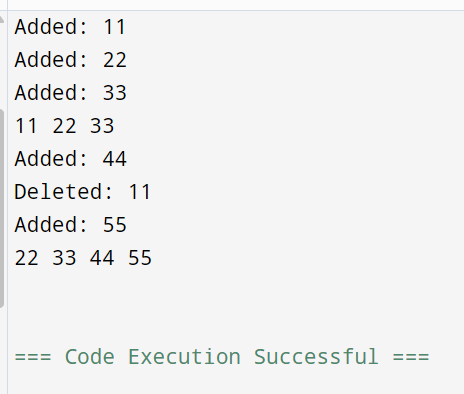 Added: 11
Added: 22
Added: 33
11 22 33
Added: 44
Deleted: 11
Added: 55
22 33 44 55
=== Code Execution Successful ===